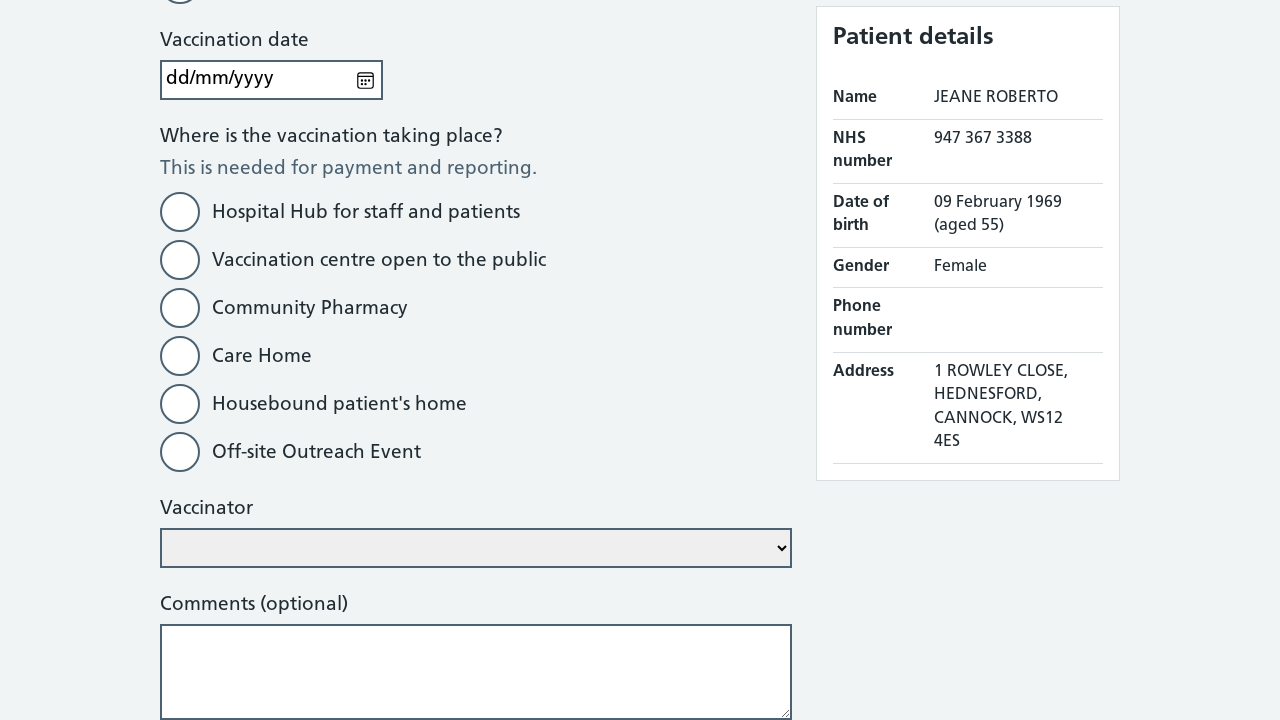 Vaccination date
dd/mm/yyyy
Where is the vaccination taking place?
This is needed for payment and reporting.
Hospital Hub for staff and patients
Vaccination centre open to the public
Community Pharmacy
Care Home
Housebound patient's home
Off-site Outreach Event
Vaccinator
Comments (optional)
Patient details
Name JEANE ROBERTO
NHS number 947 367 3388
Date of birth 09 February 1969
(aged 55)
Gender Female
Phone number
Address 1 ROWLEY CLOSE,
HEDNESFORD,
CANNOCK, WS12
4ES